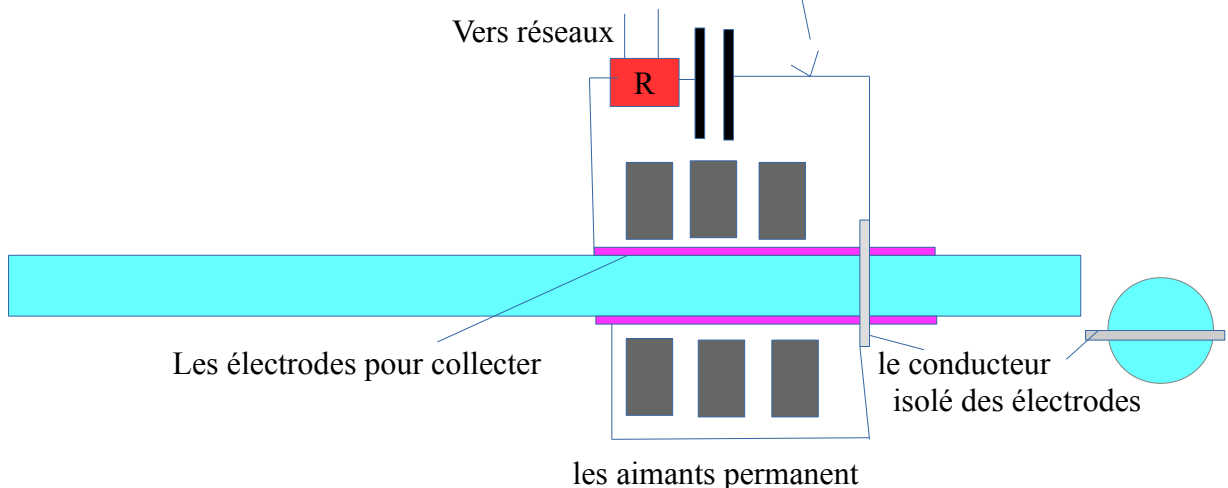 Vers réseaux
R
Les électrodes pour collecter
le conducteur
isolé des électrodes
les aimants permanent